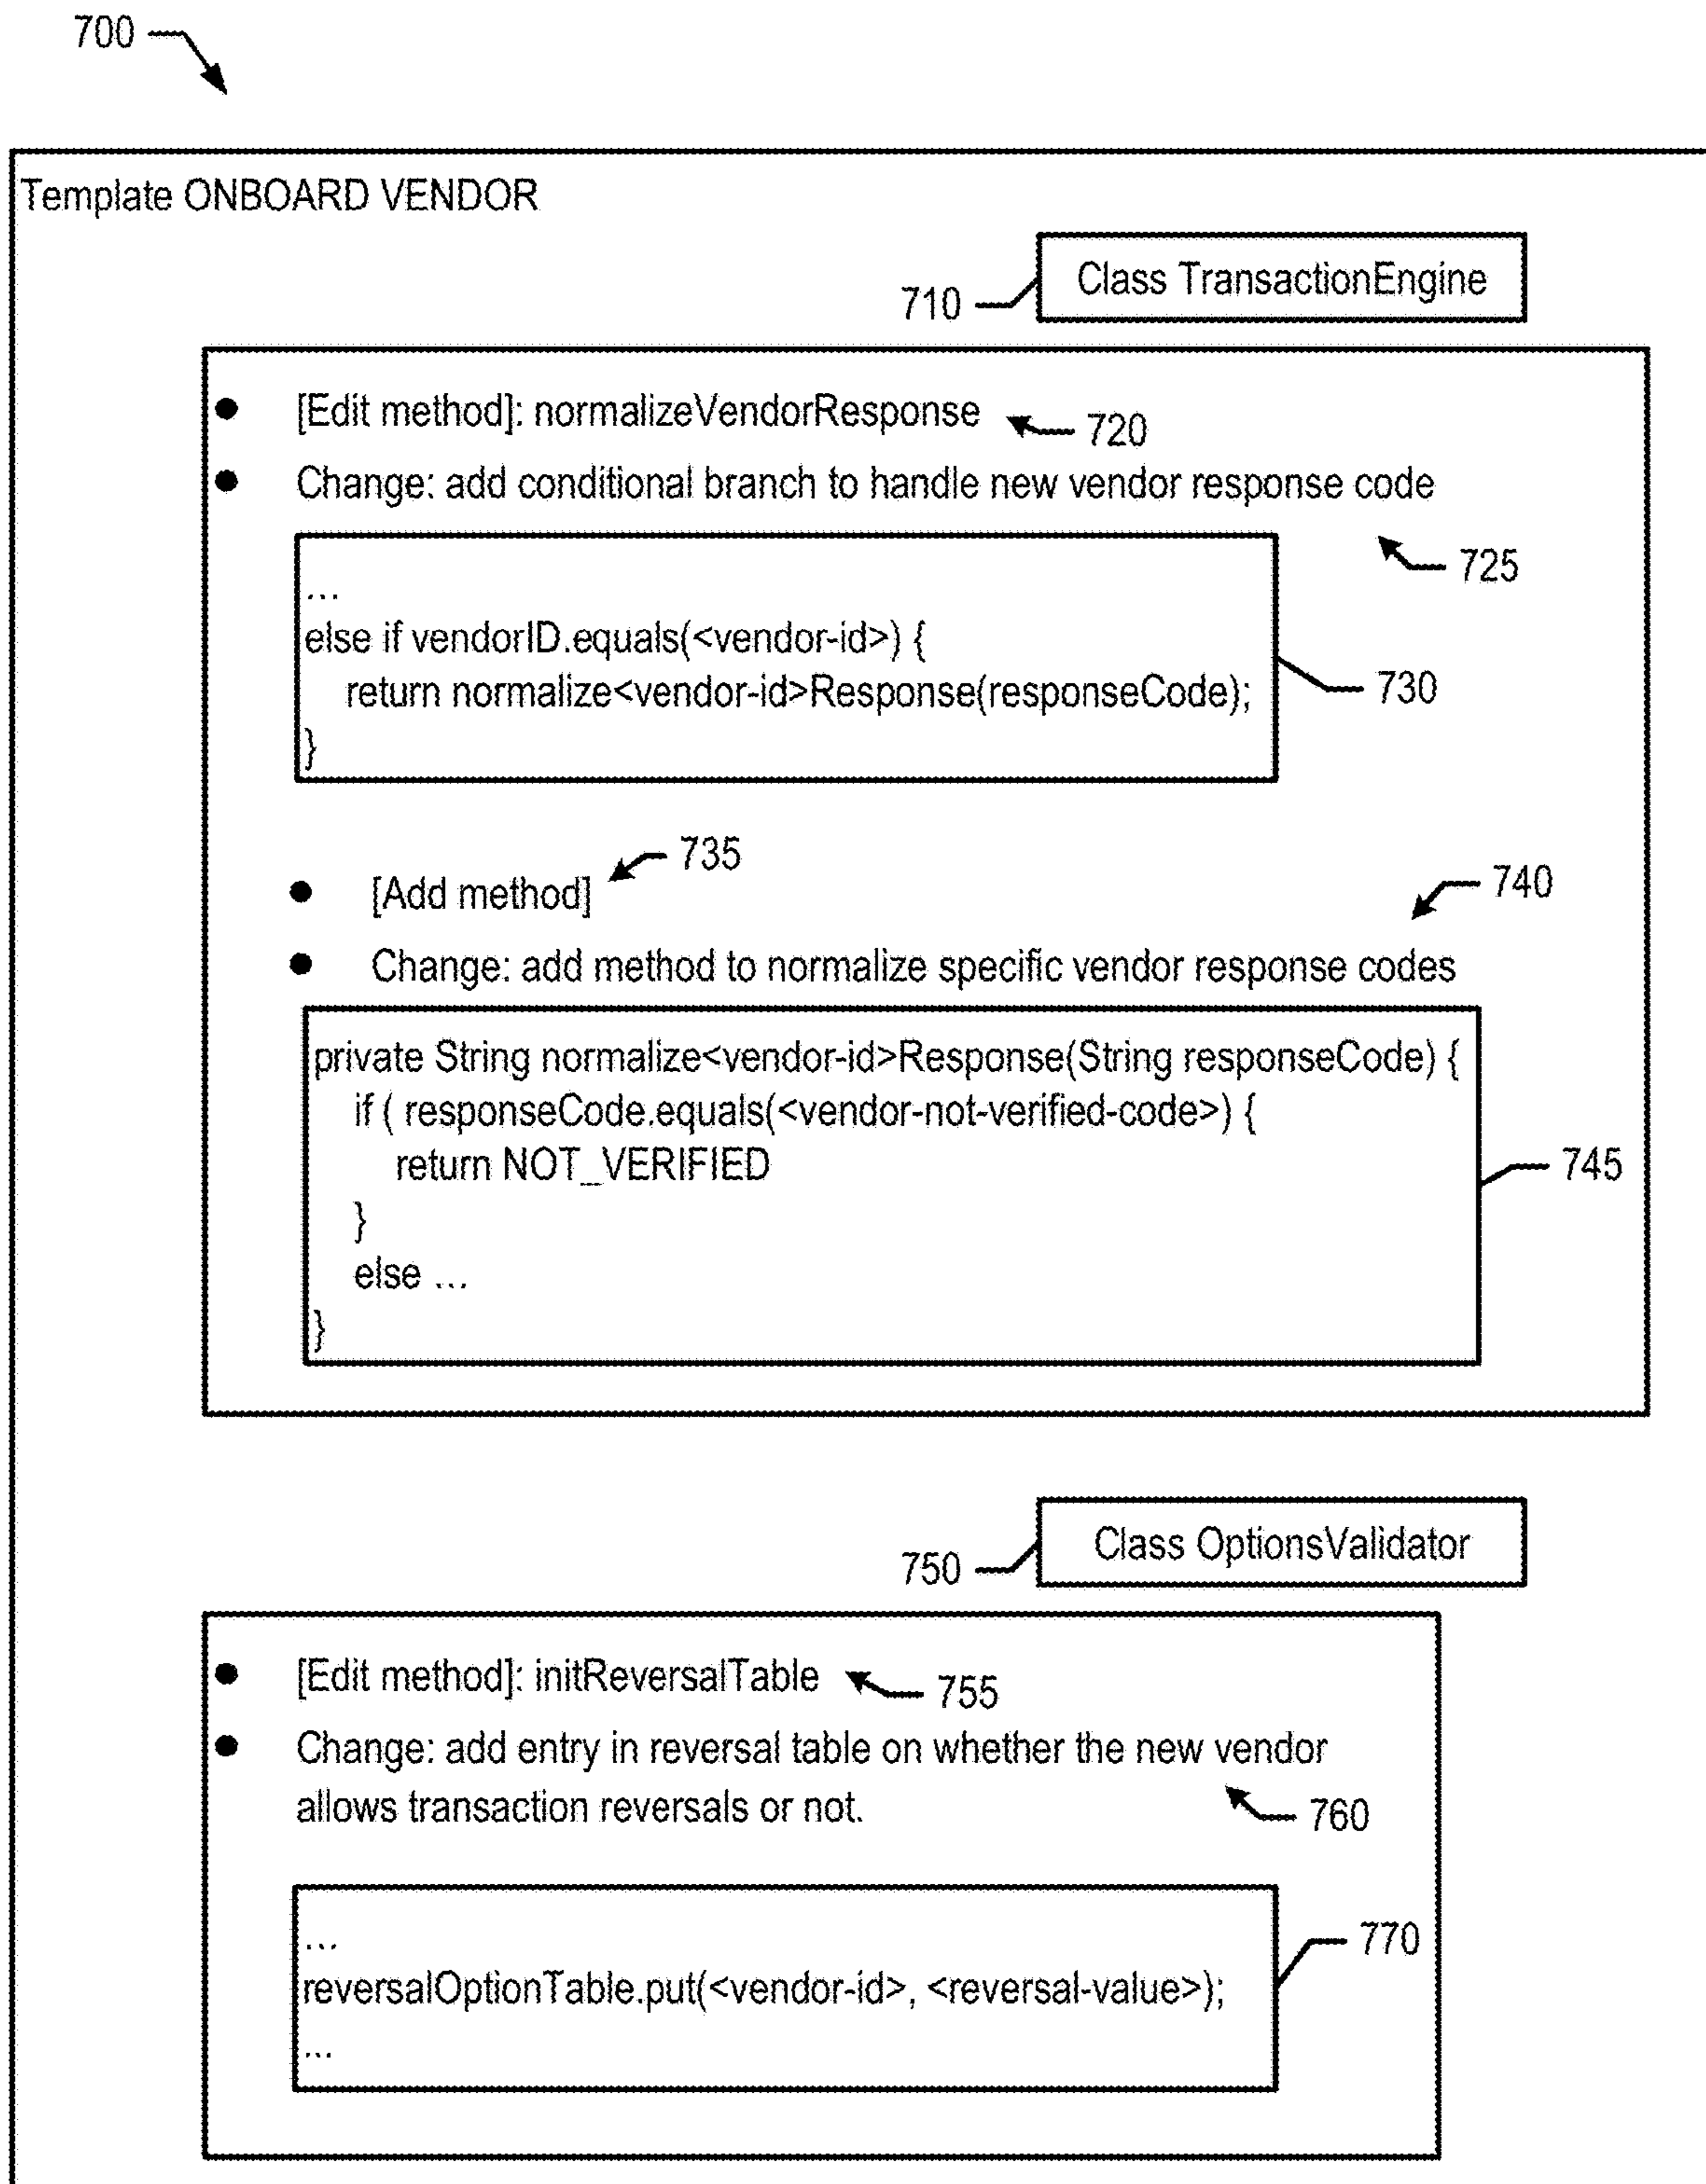 700
Template ONBOARD VENDOR
Class TransactionEngine
710
[Edit method]: normalizeVendorResponse
720
Change: add conditional branch to handle new vendor response code
725
...
else if vendorID.equals(<vendor-id>) {
return normalize<vendor-id>Response(responseCode);
730
}
735
[Add method]
740
Change: add method to normalize specific vendor response codes
private String normalize<vendor-id>Response(String responseCode) {
if ( responseCode.equals(<vendor-not-verified-code>) {
return NOT_VERIFIED
745
}
else ...
}
Class OptionsValidator
750
[Edit method]: initReversalTable
755
Change: add entry in reversal table on whether the new vendor
allows transaction reversals or not.
760
...
770
reversalOptionTable.put(<vendor-id>, <reversal-value>);
...